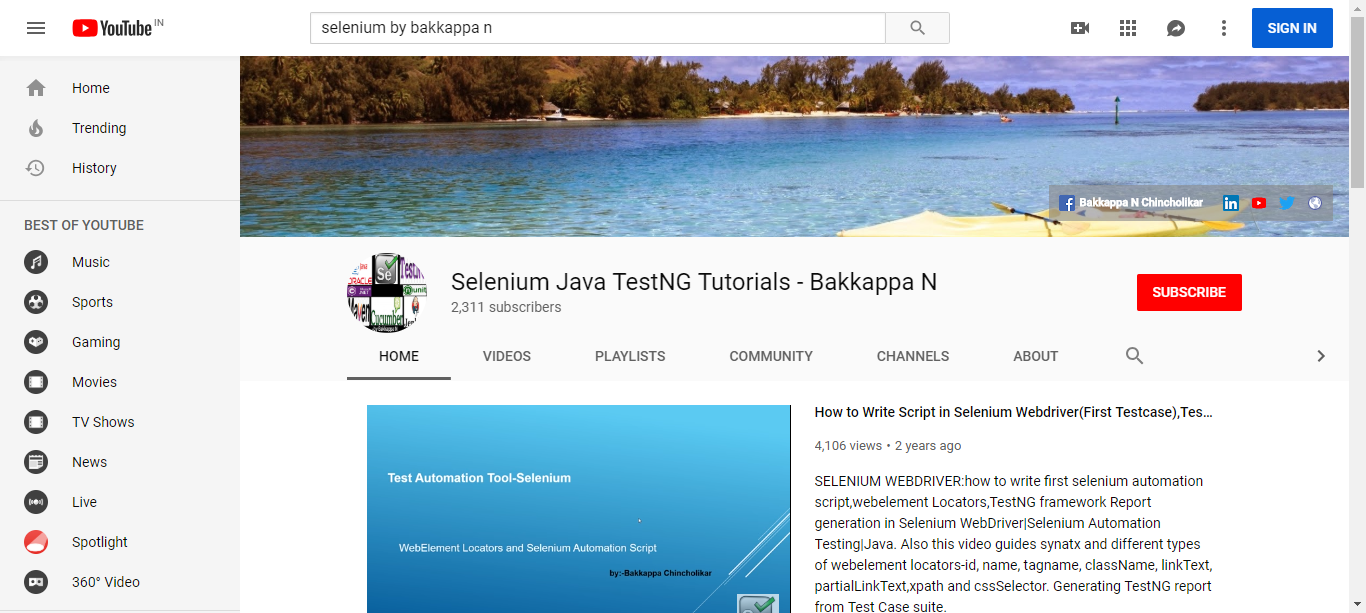 YouTube IN
selenium by bakkappa n
SIGN IN
Home
Trending
History
BEST OF YOUTUBE
Music
Sports
Gaming
Movies
TV Shows
News
Live
Spotlight
360° Video
Bakkappa N Chincholikar
Selenium Java TestNG Tutorials - Bakkappa N
2,311 subscribers
SUBSCRIBE
HOME VIDEOS PLAYLISTS COMMUNITY CHANNELS ABOUT
Test Automation Tool-Selenium
WebElement Locators and Selenium Automation Script
by:-Bakkappa Chincholikar
How to Write Script in Selenium Webdriver(First Testcase),Tes...
4,106 views • 2 years ago
SELENIUM WEBDRIVER:how to write first selenium automation
script,webelement Locators,TestNG framework Report
generation in Selenium WebDriver|Selenium Automation
Testing|Java. Also this video guides synatx and different types
of webelement locators-id, name, tagname, className, linkText,
partialLinkText,xpath and cssSelector. Generating TestNG report
from Test Case suite.